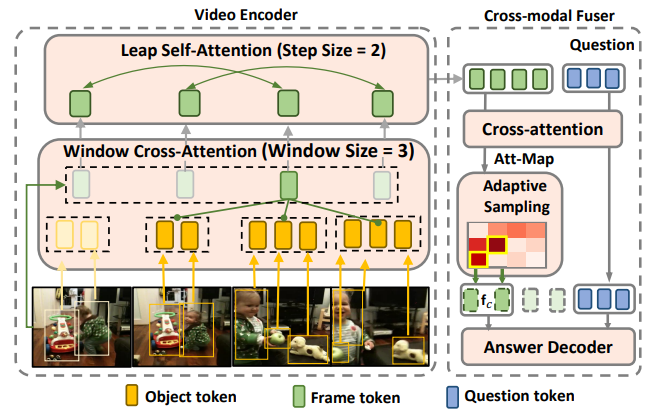 Video Encoder
Cross-modal Fuser
Leap Self-Attention (Step Size = 2)
Question
Window Cross-Attention (Window Size = 3)
Cross-attention
Att-Map
Adaptive
Sampling
f_c
Answer Decoder
Object token
Frame token
Question token